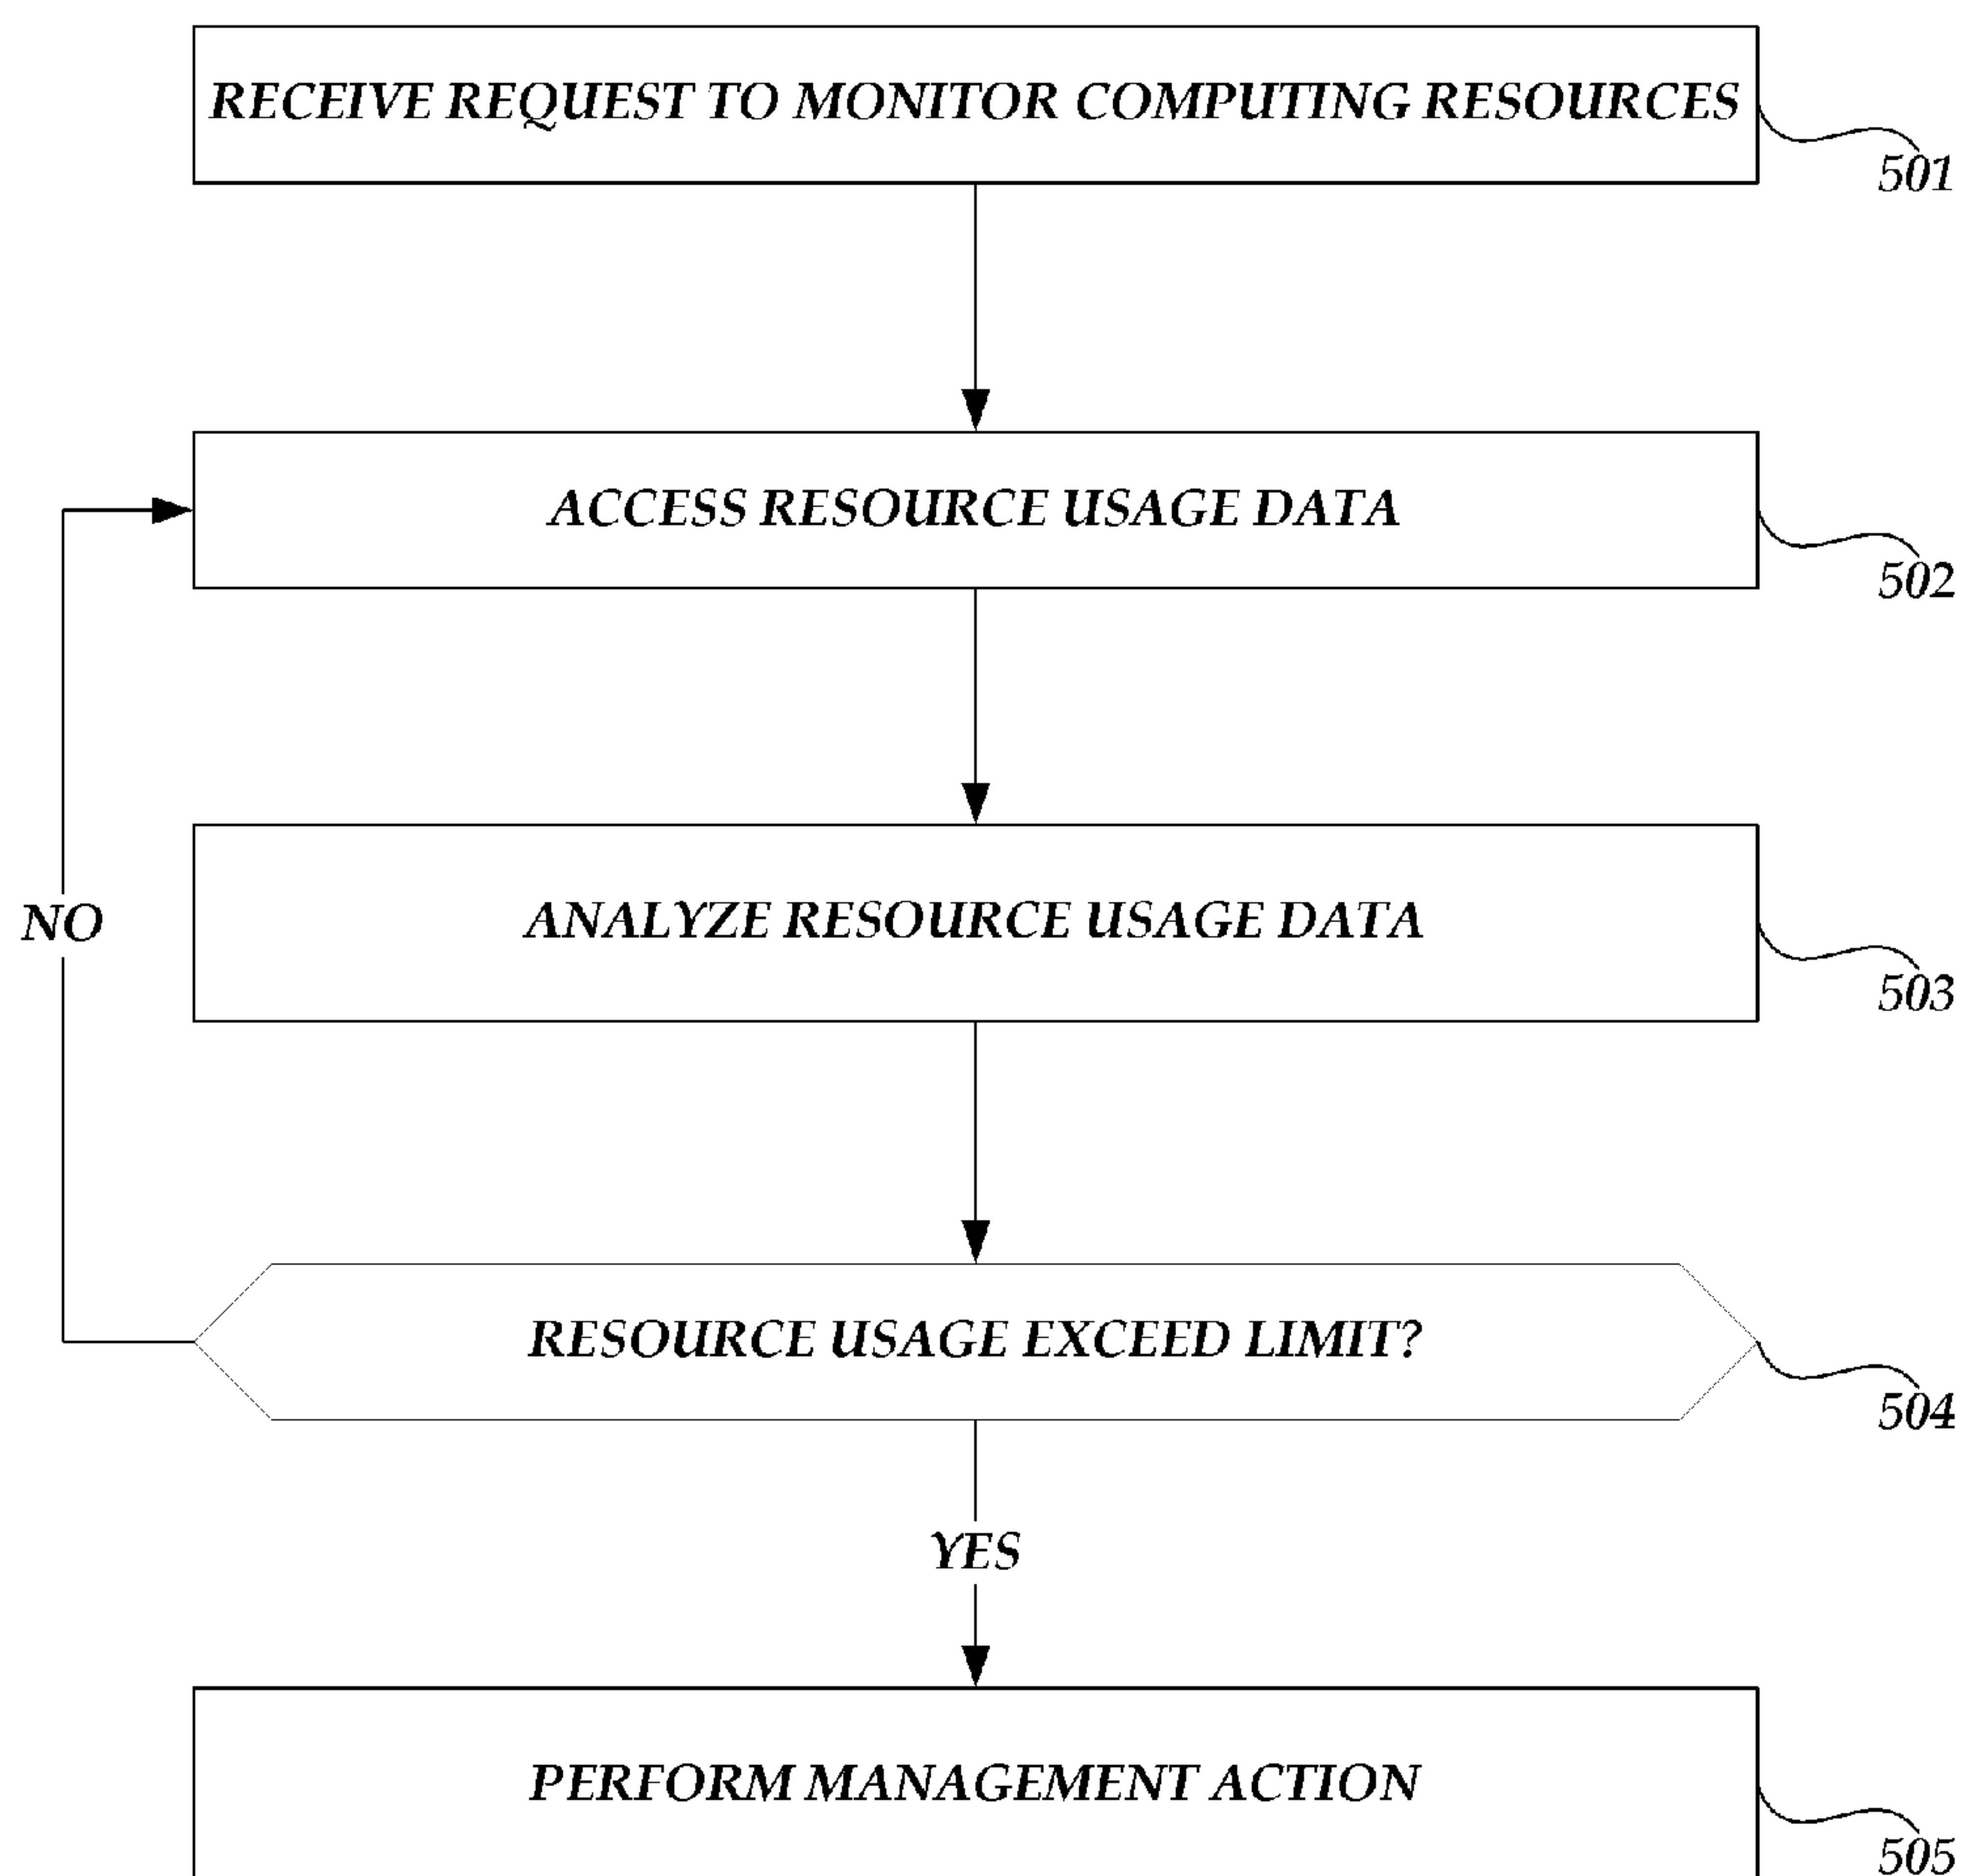 RECEIVE REQUEST TO MONITOR COMPUTING RESOURCES
501
ACCESS RESOURCE USAGE DATA
502
NO
ANALYZE RESOURCE USAGE DATA
503
RESOURCE USAGE EXCEED LIMIT?
504
YES
PERFORM MANAGEMENT ACTION
505